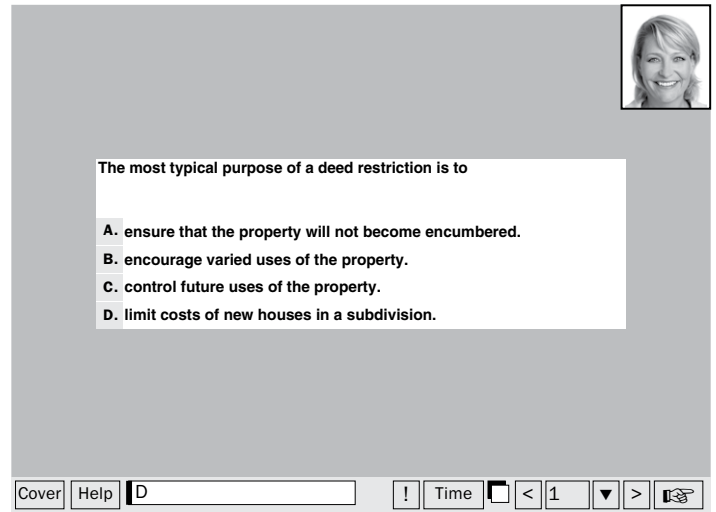 The most typical purpose of a deed restriction is to
A. ensure that the property will not become encumbered.
B. encourage varied uses of the property.
C. control future uses of the property.
D. limit costs of new houses in a subdivision.
Cover Help D ! Time < 1 ▼ >